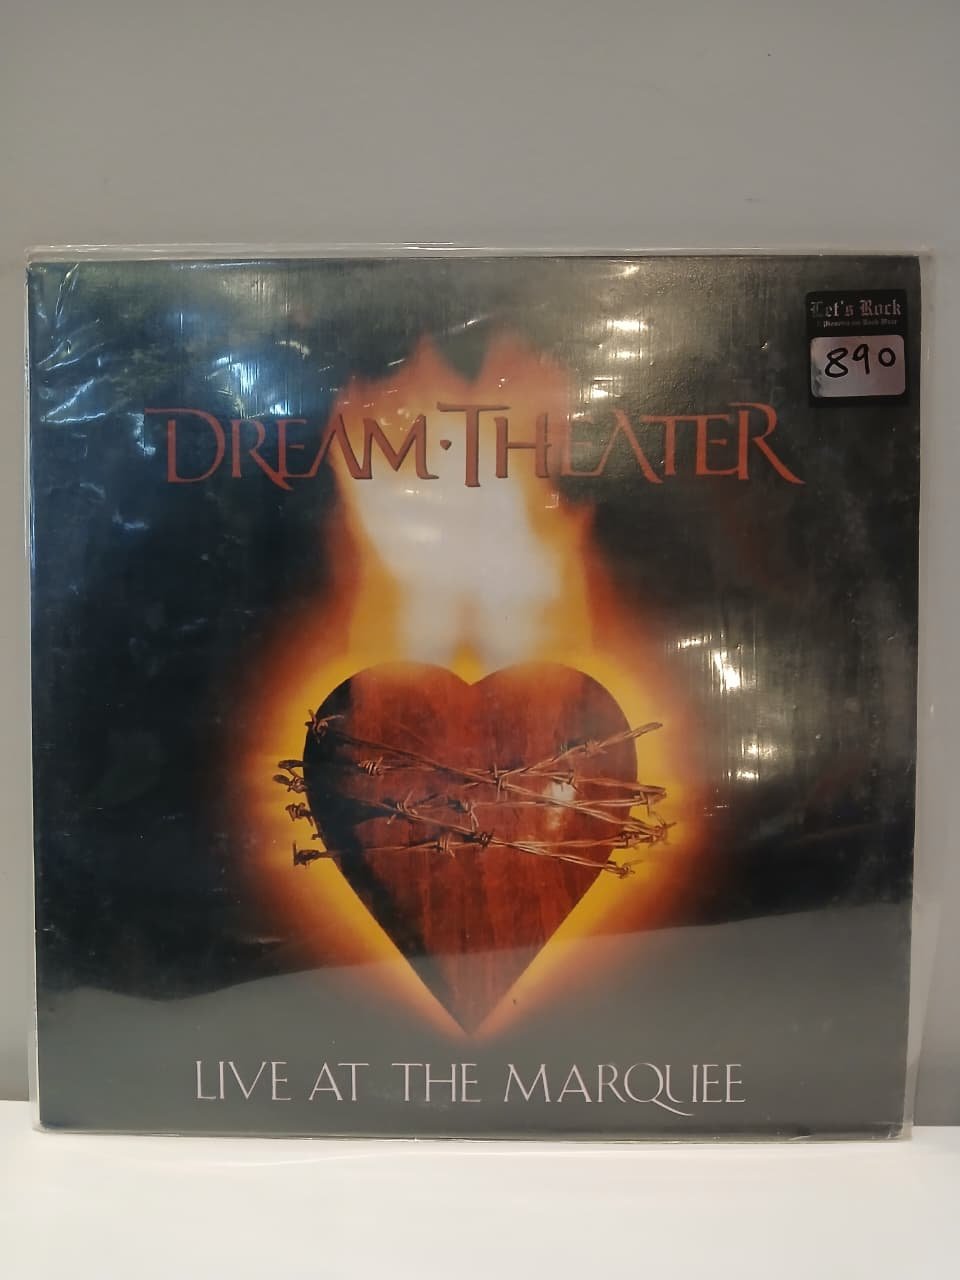 Let's Rock
890
DREAM·THEATER
LIVE AT THE MARQUEE